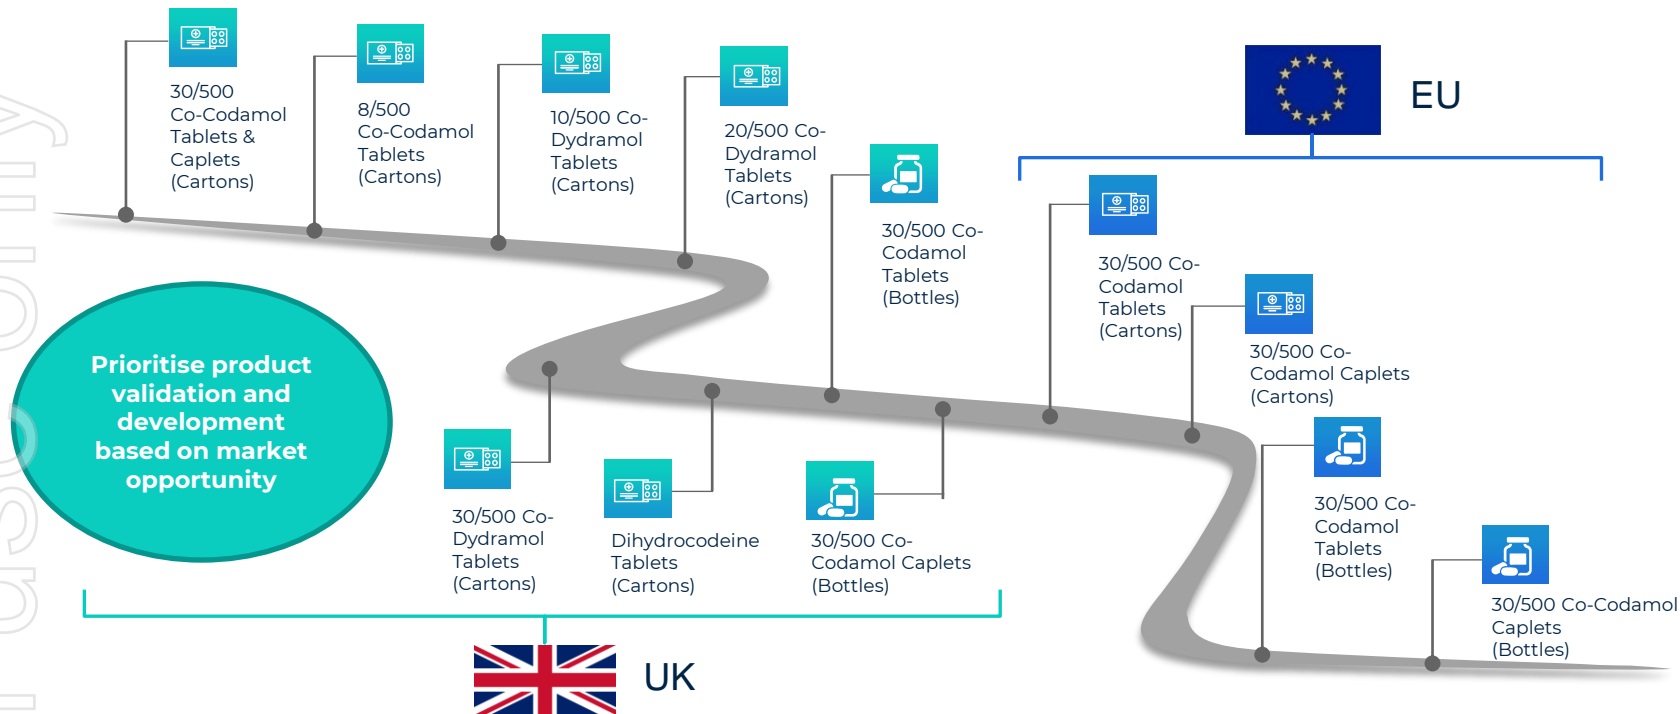 30/500
Co-Codamol
Tablets &
Caplets
(Cartons)
8/500
Co-Codamol
Tablets
(Cartons)
10/500 Co-
Dydramol
Tablets
(Cartons)
20/500 Co-
Dydramol
Tablets
(Cartons)
30/500 Co-
Codamol
Tablets
(Bottles)
EU
30/500 Co-
Codamol
Tablets
(Cartons)
30/500 Co-
Codamol Caplets
(Cartons)
Prioritise product
validation and
development
based on market
opportunity
30/500 Co-
Dydramol
Tablets
(Cartons)
Dihydrocodeine
Tablets
(Cartons)
30/500 Co-
Codamol Caplets
(Bottles)
30/500 Co-
Codamol
Tablets
(Bottles)
30/500 Co-Codamol
Caplets
(Bottles)
UK